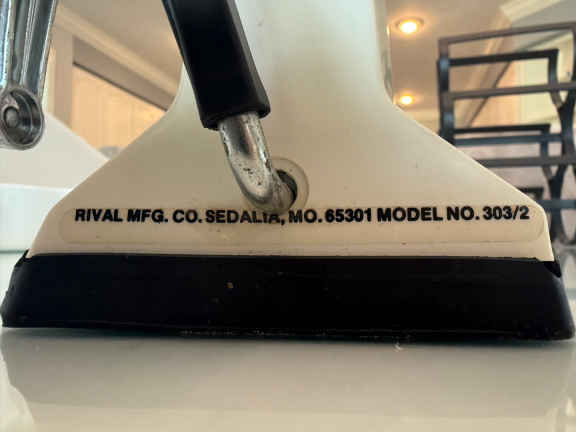 RIVAL MFG. CO. SEDALIA, MO. 65301 MODEL NO. 303/2